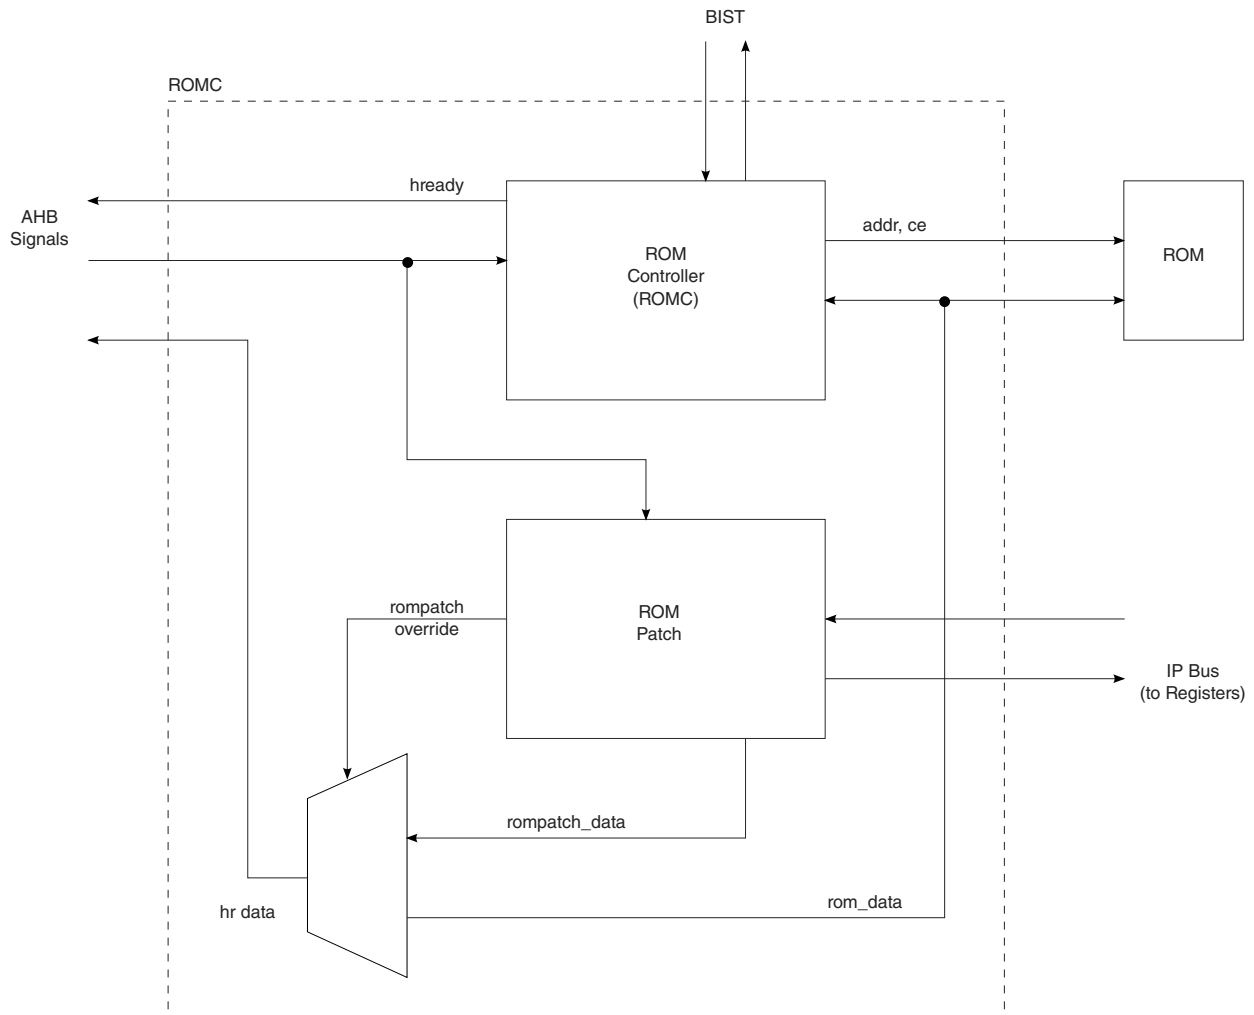 BIST
ROMC
hready
AHB
Signals
addr, ce
ROM
Controller
(ROMC)
ROM
rompatch
override
ROM
Patch
IP Bus
(to Registers)
rompatch_data
rom_data
hr data